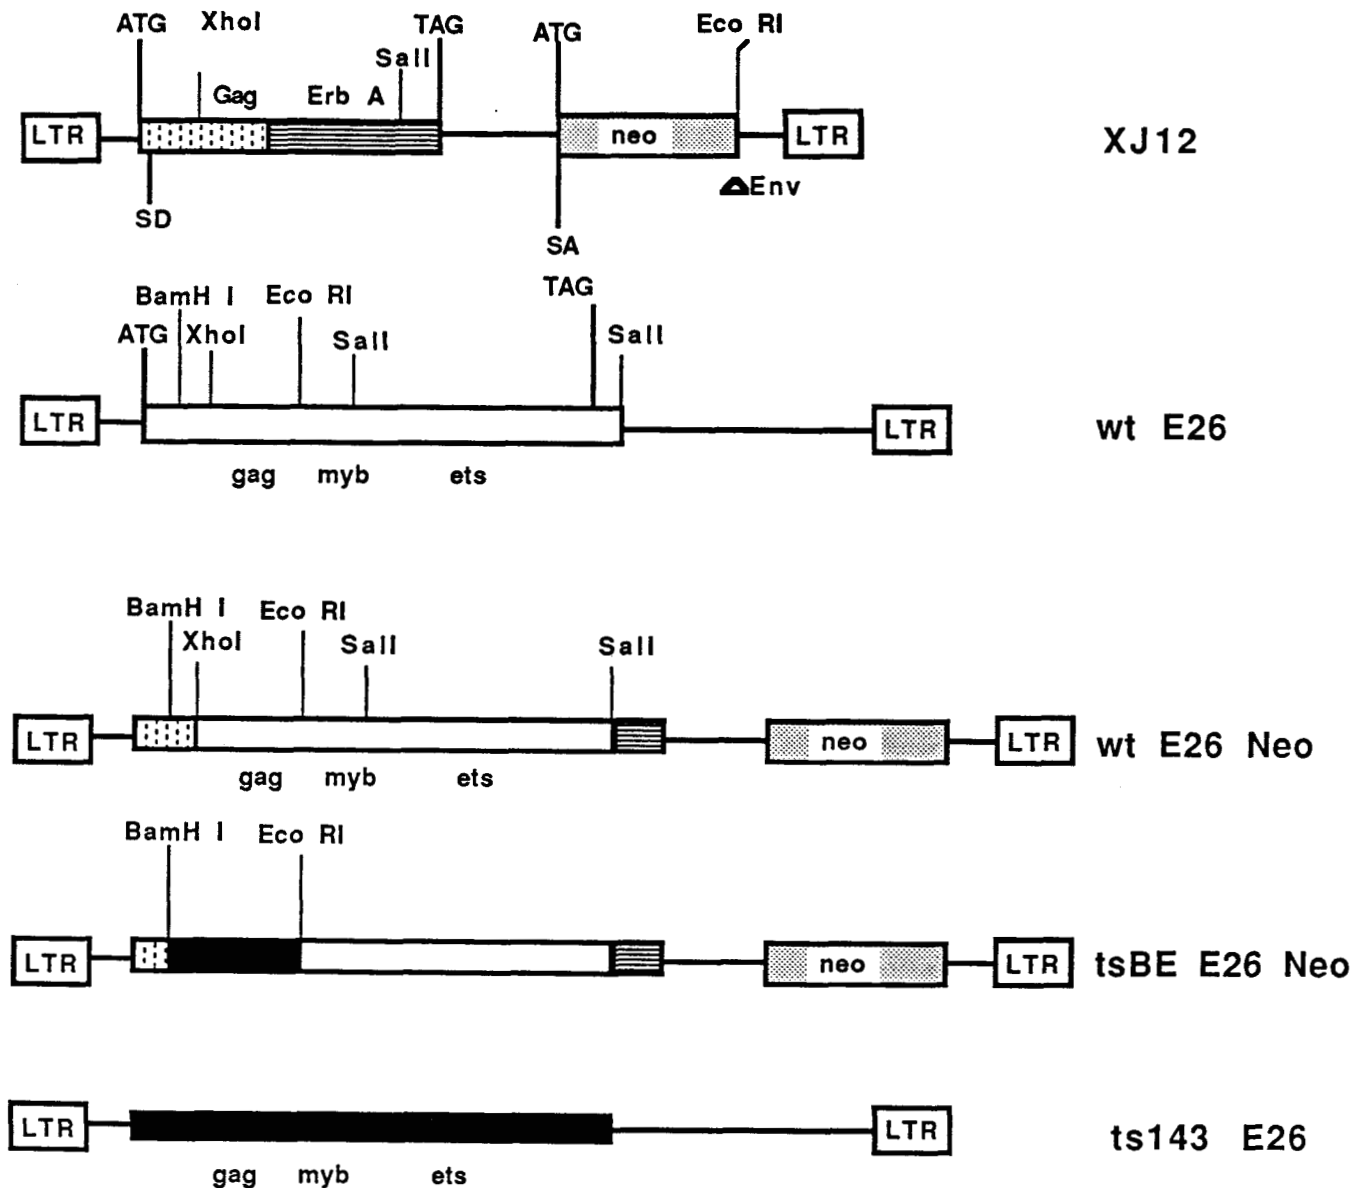 ATG XhoI TAG ATG Eco RI
SalI
Gag Erb A
LTR neo LTR XJ12
ΔEnv
SD
SA
TAG
BamH I Eco RI
ATG XhoI SalI SalI
LTR LTR wt E26
gag myb ets
BamH I Eco RI
XhoI SalI SalI
LTR neo LTR wt E26 Neo
gag myb ets
BamH I Eco RI
LTR neo LTR tsBE E26 Neo
LTR LTR ts143 E26
gag myb ets